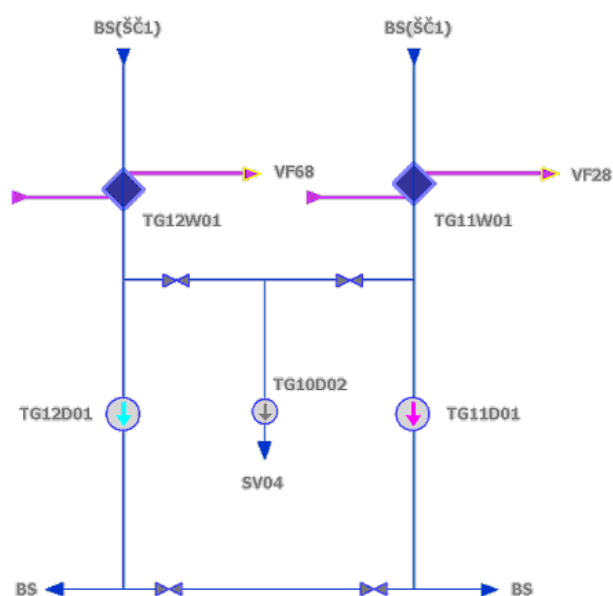 BS(ŠČ1)
BS(ŠČ1)
VF68
VF28
TG12W01
TG11W01
TG10D02
TG12D01
TG11D01
SV04
BS
BS